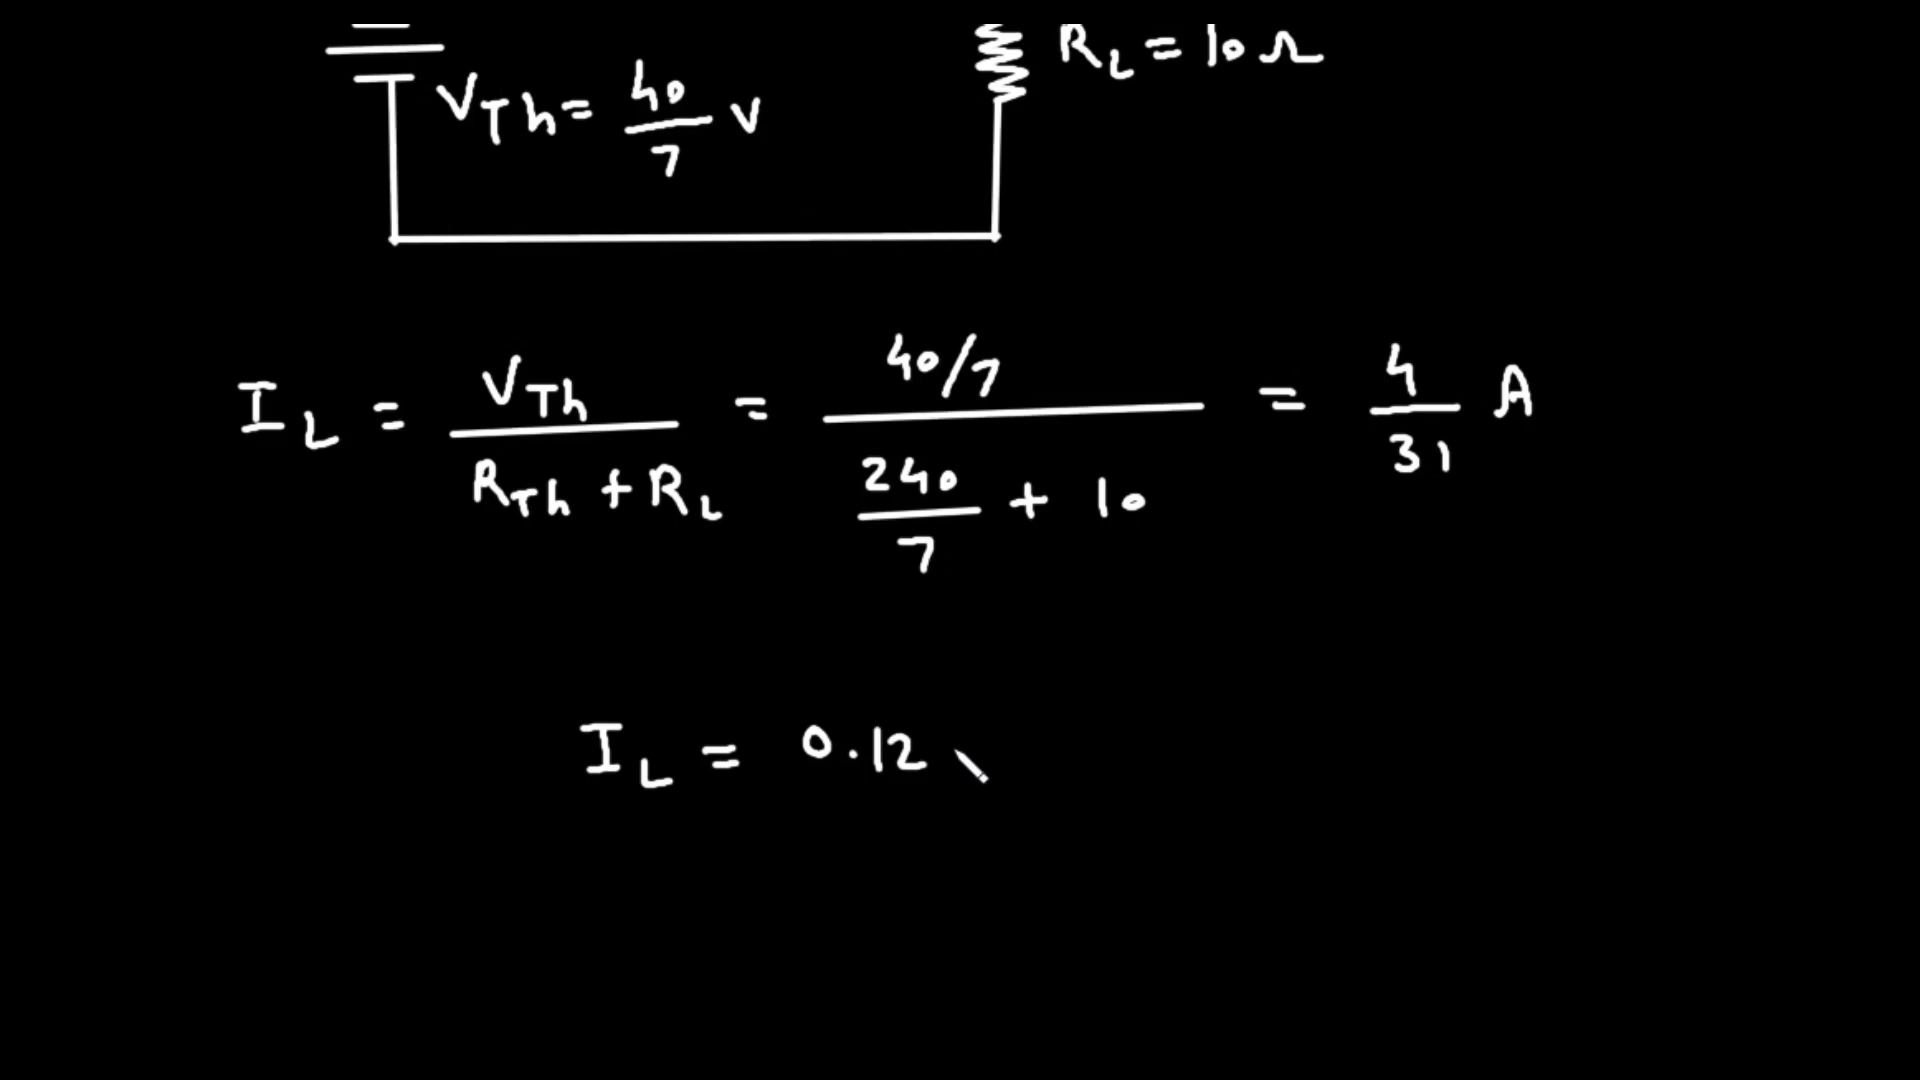 R_L = 10 Ω
V_Th = 40/7 V
I_L = V_Th / (R_Th + R_L) = (40/7) / (240/7 + 10) = 4/31 A
I_L = 0.12